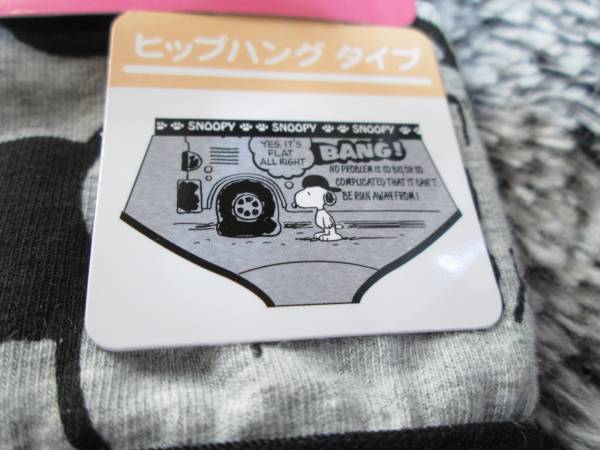 ヒップハング タイプ
SNOOPY SNOOPY SNOOPY
YES, IT'S
FLAT
ALL RIGHT
BANG!
NO PROBLEM IS SO BIG OR SO
COMPLICATED THAT IT CAN'T
BE RUN AWAY FROM!